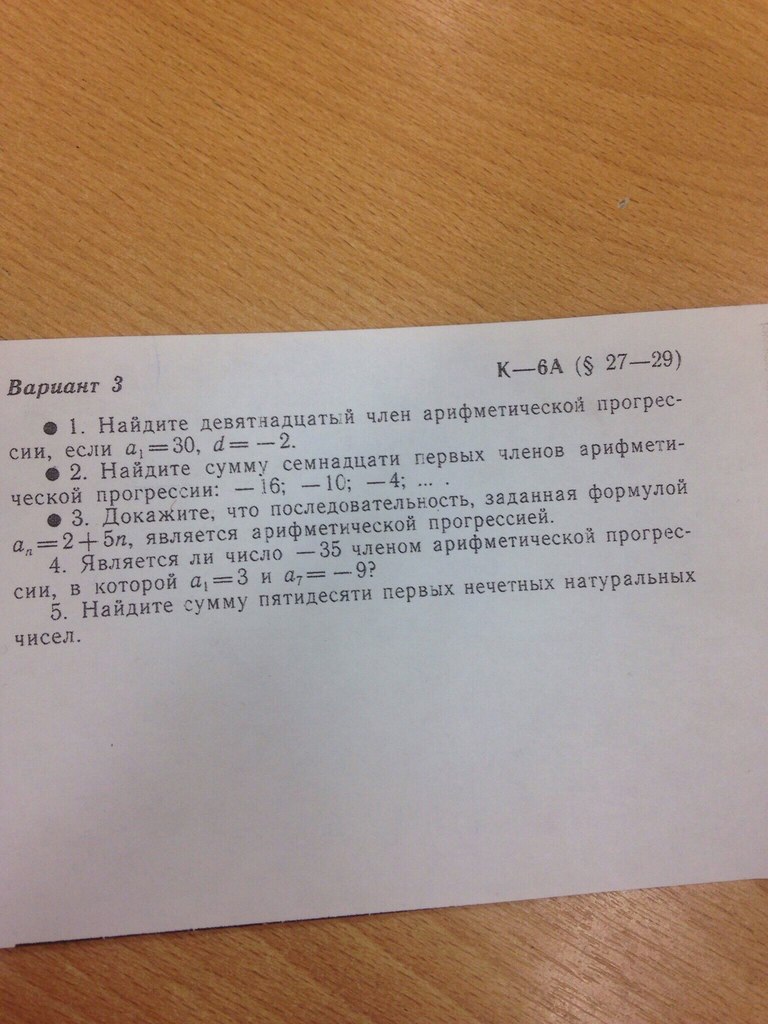 К—6А (§ 27—29)
Вариант 3
● 1. Найдите девятнадцатый член арифметической прогрес-
сии, если a₁=30, d=−2.
● 2. Найдите сумму семнадцати первых членов арифмети-
ческой прогрессии: −16; −10; −4; ... .
● 3. Докажите, что последовательность, заданная формулой
aₙ=2+5n, является арифметической прогрессией.
4. Является ли число −35 членом арифметической прогрес-
сии, в которой a₁=3 и a₇=−9?
5. Найдите сумму пятидесяти первых нечетных натуральных
чисел.